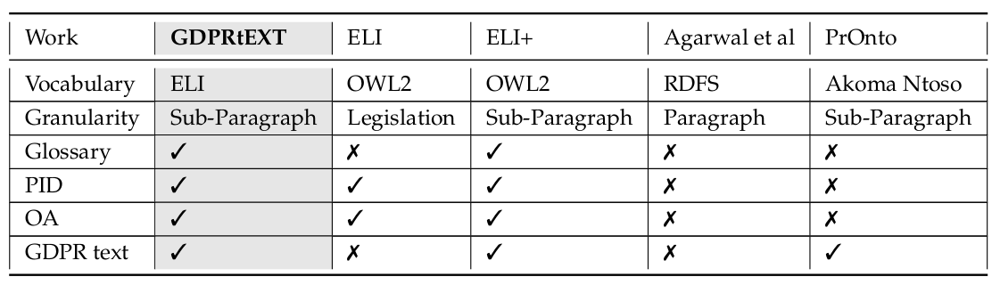 Work GDPRtEXT ELI ELI+ Agarwal et al PrOnto
Vocabulary ELI OWL2 OWL2 RDFS Akoma Ntoso
Granularity Sub-Paragraph Legislation Sub-Paragraph Paragraph Sub-Paragraph
Glossary ✓ ✗ ✓ ✗ ✗
PID ✓ ✓ ✓ ✗ ✗
OA ✓ ✓ ✓ ✗ ✗
GDPR text ✓ ✗ ✓ ✗ ✓